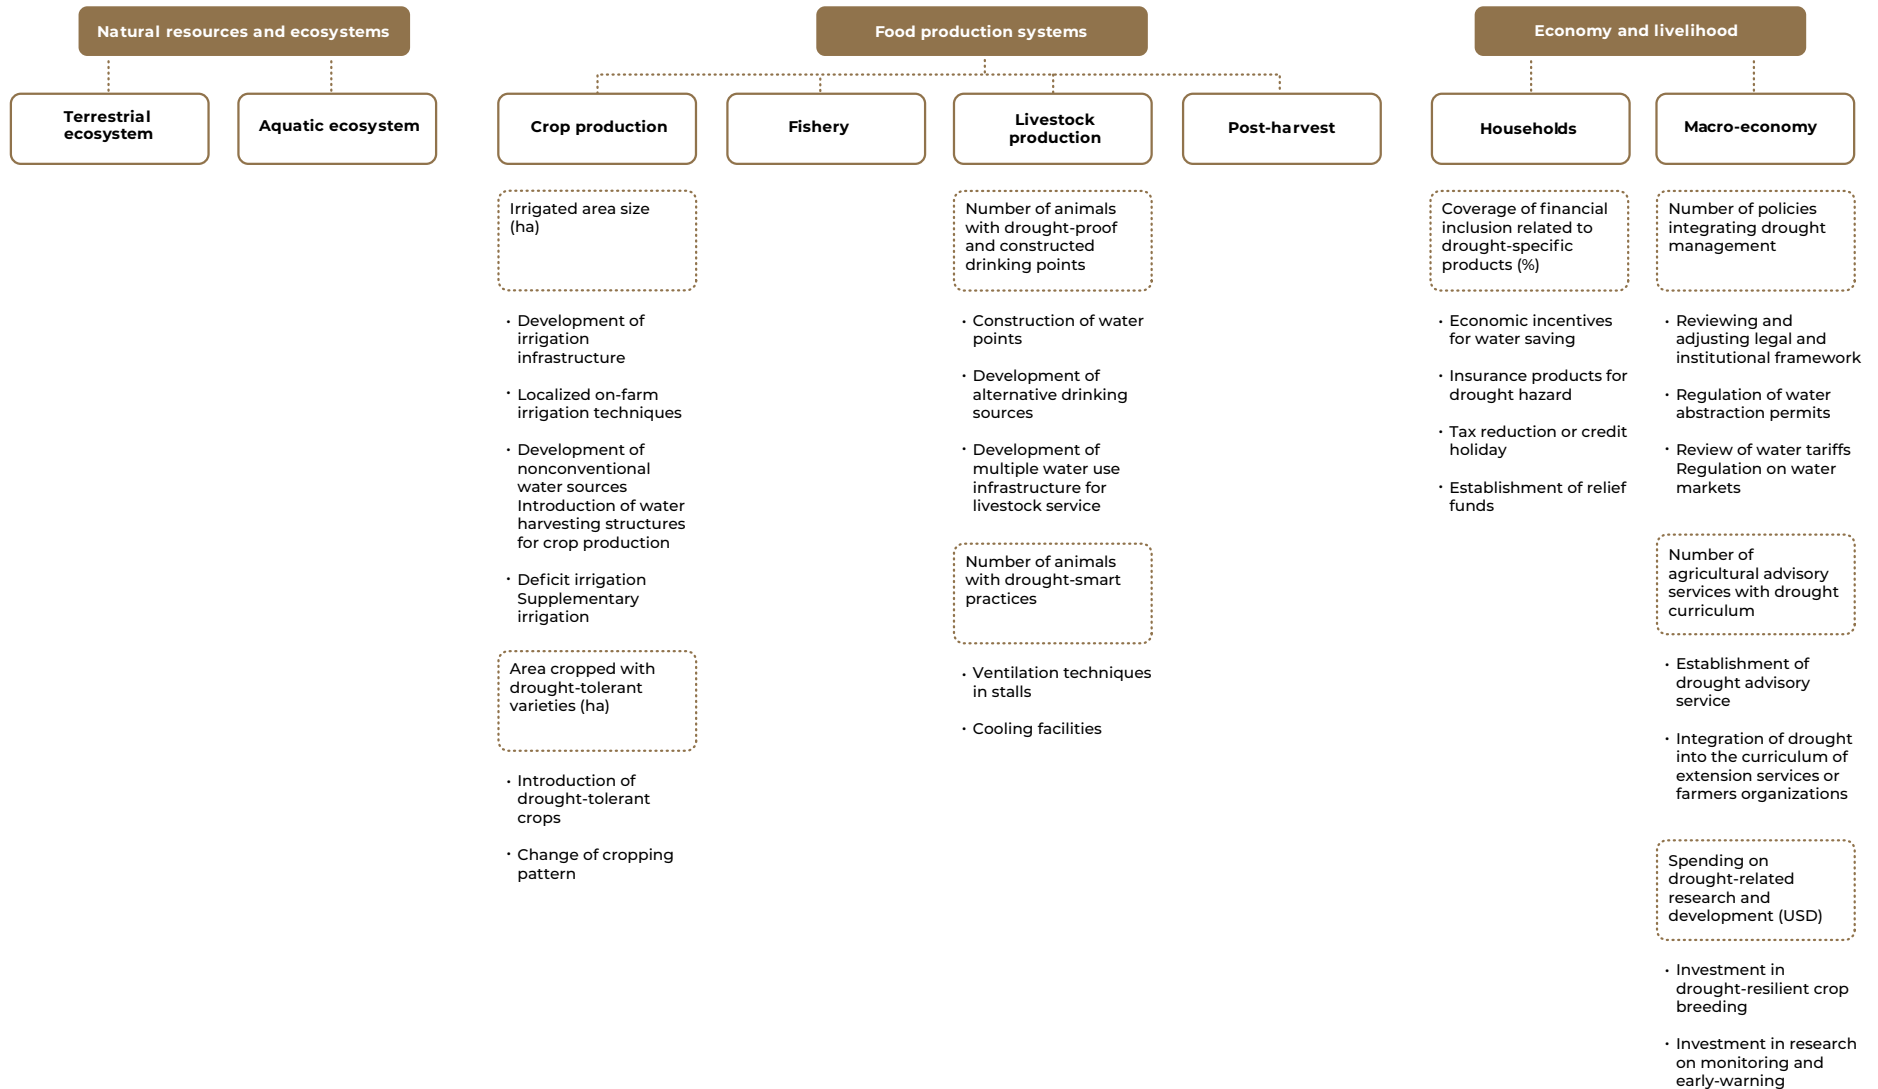 Natural resources and ecosystems
Food production systems
Economy and livelihood
Terrestrial
ecosystem
Aquatic ecosystem
Crop production
Fishery
Livestock
production
Post-harvest
Households
Macro-economy
Irrigated area size
(ha)
· Development of
irrigation
infrastructure
· Localized on-farm
irrigation techniques
· Development of
nonconventional
water sources
Introduction of water
harvesting structures
for crop production
· Deficit irrigation
Supplementary
irrigation
Area cropped with
drought-tolerant
varieties (ha)
· Introduction of
drought-tolerant
crops
· Change of cropping
pattern
Number of animals
with drought-proof
and constructed
drinking points
· Construction of water
points
· Development of
alternative drinking
sources
· Development of
multiple water use
infrastructure for
livestock service
Number of animals
with drought-smart
practices
· Ventilation techniques
in stalls
· Cooling facilities
Coverage of financial
inclusion related to
drought-specific
products (%)
· Economic incentives
for water saving
· Insurance products for
drought hazard
· Tax reduction or credit
holiday
· Establishment of relief
funds
Number of policies
integrating drought
management
· Reviewing and
adjusting legal and
institutional framework
· Regulation of water
abstraction permits
· Review of water tariffs
Regulation on water
markets
Number of
agricultural advisory
services with drought
curriculum
· Establishment of
drought advisory
service
· Integration of drought
into the curriculum of
extension services or
farmers organizations
Spending on
drought-related
research and
development (USD)
· Investment in
drought-resilient crop
breeding
· Investment in research
on monitoring and
early-warning